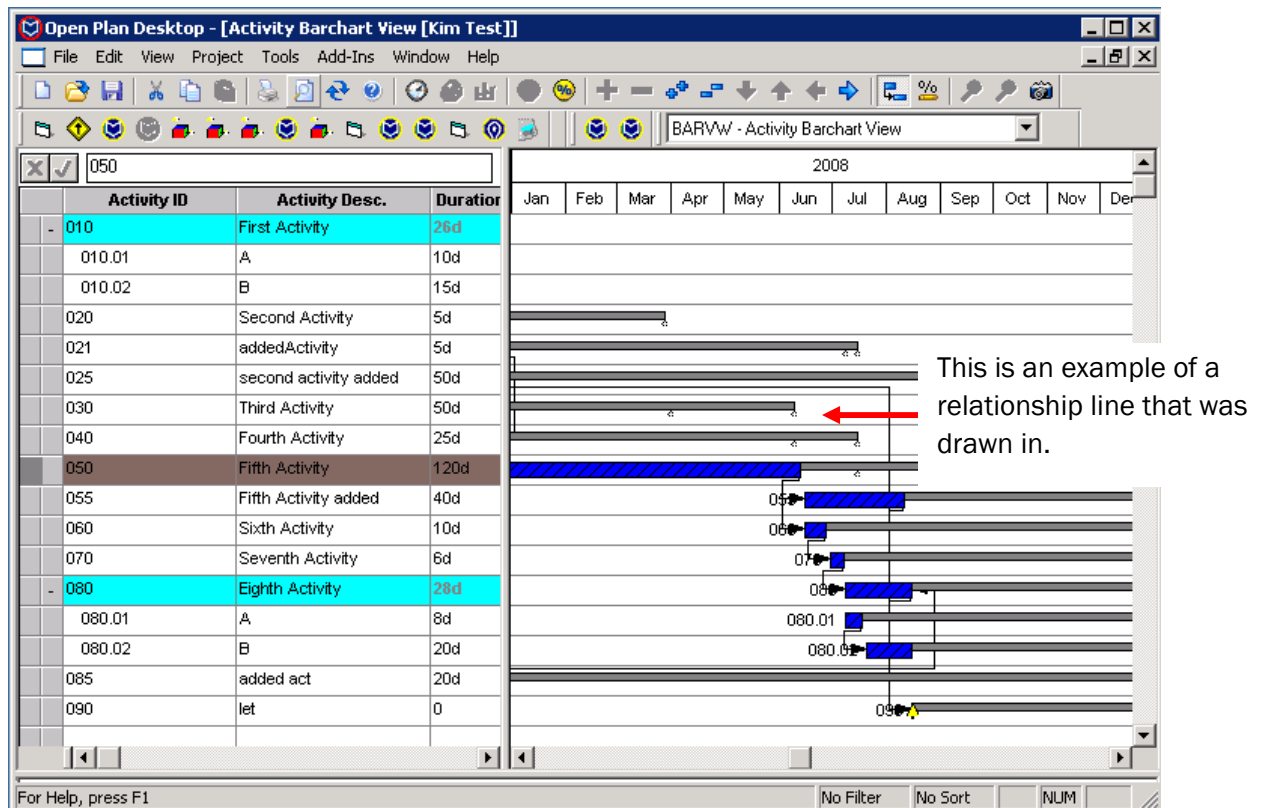 Open Plan Desktop - [Activity Barchart View [Kim Test]]
File Edit View Project Tools Add-Ins Window Help
BARVW - Activity Barchart View
050
2008
Activity ID Activity Desc. Duration Jan Feb Mar Apr May Jun Jul Aug Sep Oct Nov Dec
- 010 First Activity 26d
010.01 A 10d
010.02 B 15d
020 Second Activity 5d
021 addedActivity 5d
025 second activity added 50d
030 Third Activity 50d
040 Fourth Activity 25d
050 Fifth Activity 120d
055 Fifth Activity added 40d
060 Sixth Activity 10d
070 Seventh Activity 6d
- 080 Eighth Activity 28d
080.01 A 8d 080.01
080.02 B 20d
085 added act 20d
090 let 0
This is an example of a
relationship line that was
drawn in.
For Help, press F1 No Filter No Sort NUM